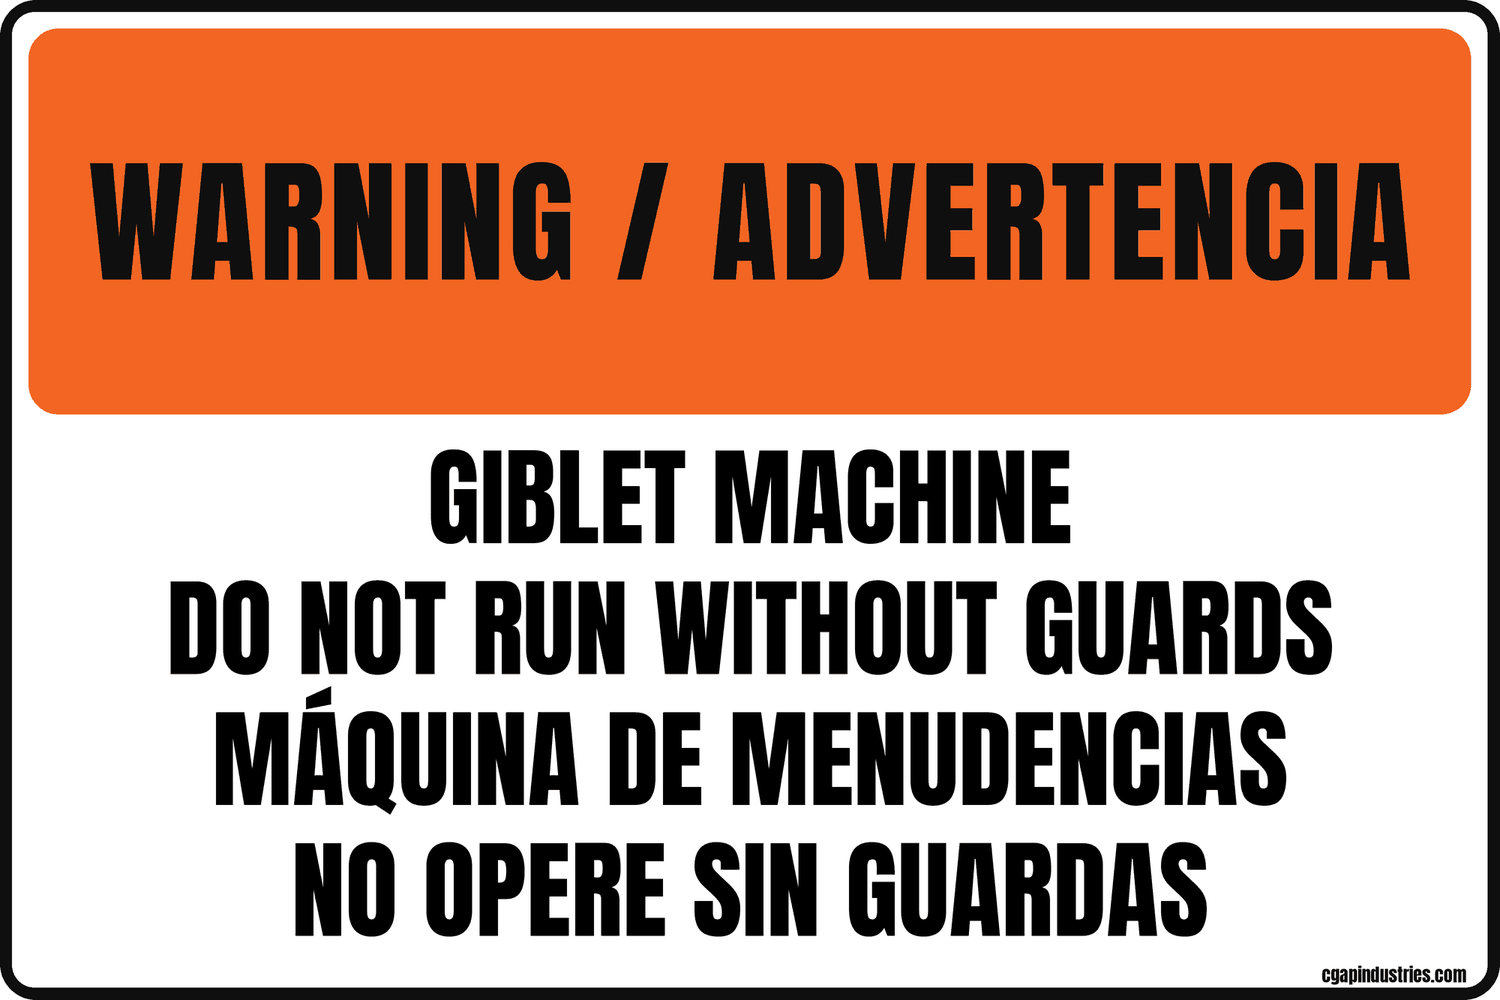 WARNING / ADVERTENCIA
GIBLET MACHINE
DO NOT RUN WITHOUT GUARDS
MÁQUINA DE MENUDENCIAS
NO OPERE SIN GUARDAS
cgapindustries.com